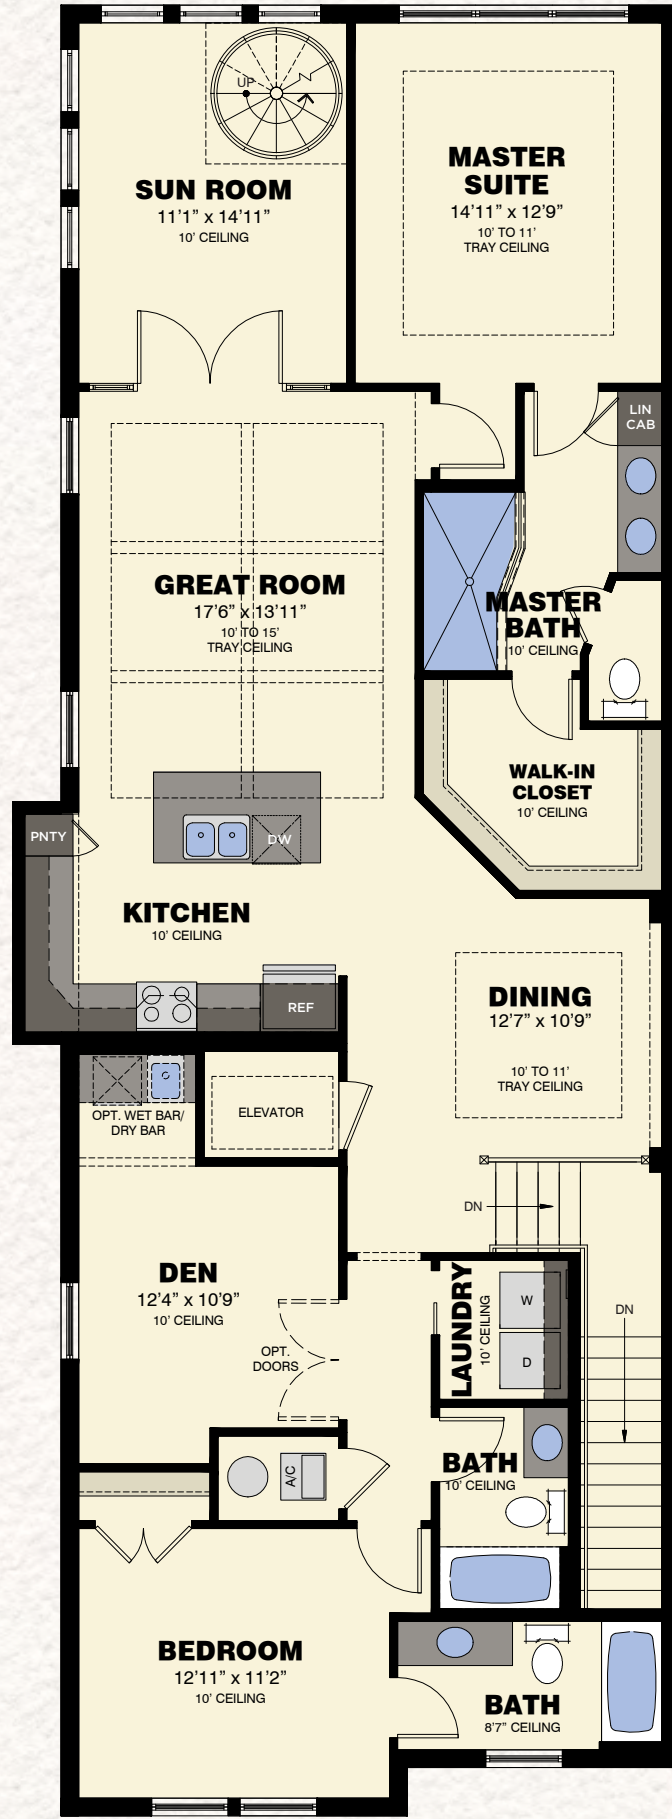 UP
SUN ROOM
11'1” x 14'11”
10' CEILING
MASTER
SUITE
14'11” x 12'9”
10' TO 11'
TRAY CEILING
LIN
CAB
GREAT ROOM
17'6” x 13'11”
10' TO 15'
TRAY CEILING
MASTER
BATH
10' CEILING
WALK-IN
CLOSET
10' CEILING
PNTY
DW
KITCHEN
10' CEILING
REF
DINING
12'7” x 10'9”
10' TO 11'
TRAY CEILING
OPT. WET BAR/
DRY BAR
ELEVATOR
DN
DEN
12'4” x 10'9”
10' CEILING
OPT.
DOORS
LAUNDRY
10' CEILING
W
D
DN
A/C
BATH
10' CEILING
BEDROOM
12'11” x 11'2”
10' CEILING
BATH
8'7” CEILING